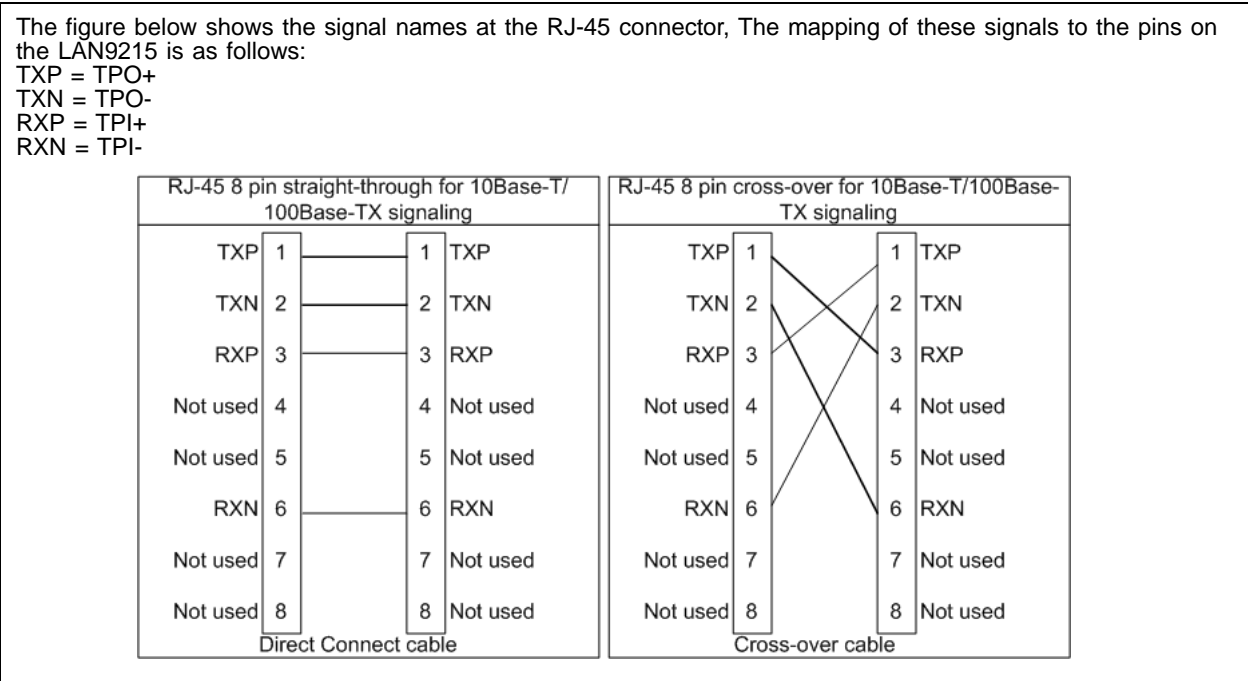 The figure below shows the signal names at the RJ-45 connector, The mapping of these signals to the pins on
the LAN9215 is as follows:
TXP = TPO+
TXN = TPO-
RXP = TPI+
RXN = TPI-
RJ-45 8 pin straight-through for 10Base-T/
100Base-TX signaling
TXP 1 1 TXP
TXN 2 2 TXN
RXP 3 3 RXP
Not used 4 4 Not used
Not used 5 5 Not used
RXN 6 6 RXN
Not used 7 7 Not used
Not used 8 8 Not used
Direct Connect cable
RJ-45 8 pin cross-over for 10Base-T/100Base-
TX signaling
TXP 1 1 TXP
TXN 2 2 TXN
RXP 3 3 RXP
Not used 4 4 Not used
Not used 5 5 Not used
RXN 6 6 RXN
Not used 7 7 Not used
Not used 8 8 Not used
Cross-over cable